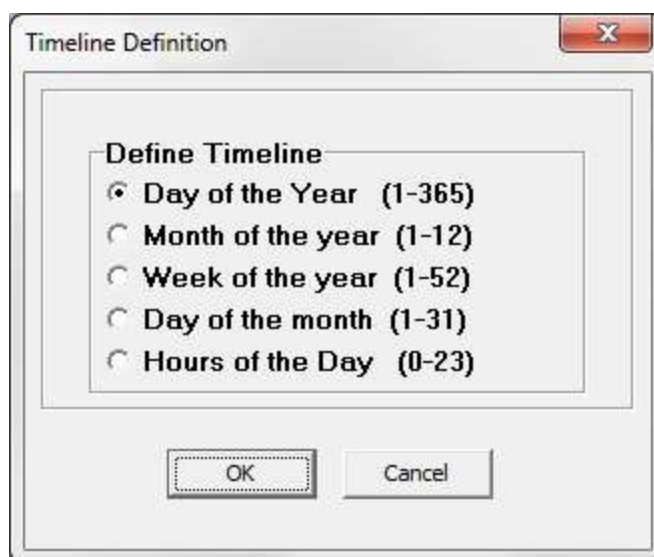 Timeline Definition
Define Timeline
Day of the Year (1-365)
Month of the year (1-12)
Week of the year (1-52)
Day of the month (1-31)
Hours of the Day (0-23)
OK Cancel